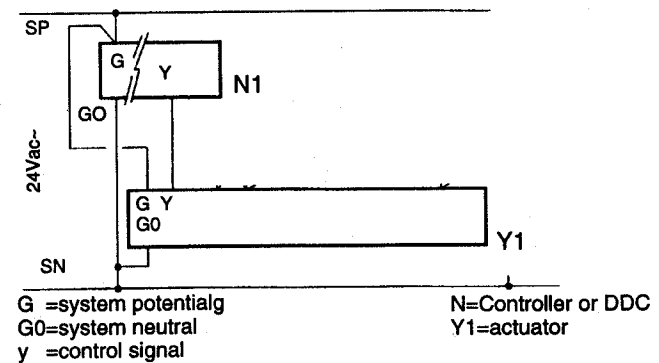 SP
G
Y
N1
GO
24Vac~
G Y
G0
Y1
SN
G =system potentialg
G0=system neutral
y =control signal
N=Controller or DDC
Y1=actuator